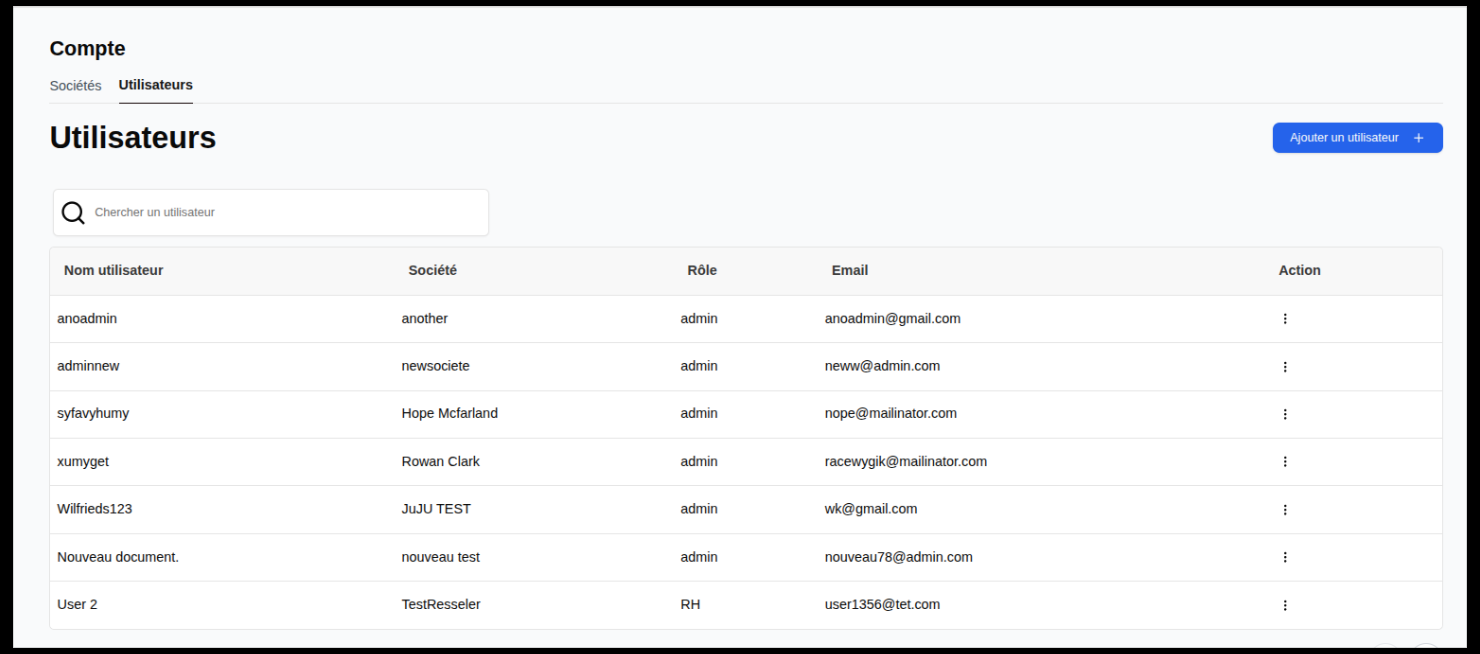 Compte
Sociétés Utilisateurs
Utilisateurs
Ajouter un utilisateur +
Chercher un utilisateur
Nom utilisateur Société Rôle Email Action
anoadmin another admin anoadmin@gmail.com
adminnew newsociete admin neww@admin.com
syfavyhumy Hope Mcfarland admin nope@mailinator.com
xumyget Rowan Clark admin racewygik@mailinator.com
Wilfrieds123 JuJU TEST admin wk@gmail.com
Nouveau document. nouveau test admin nouveau78@admin.com
User 2 TestResseler RH user1356@tet.com